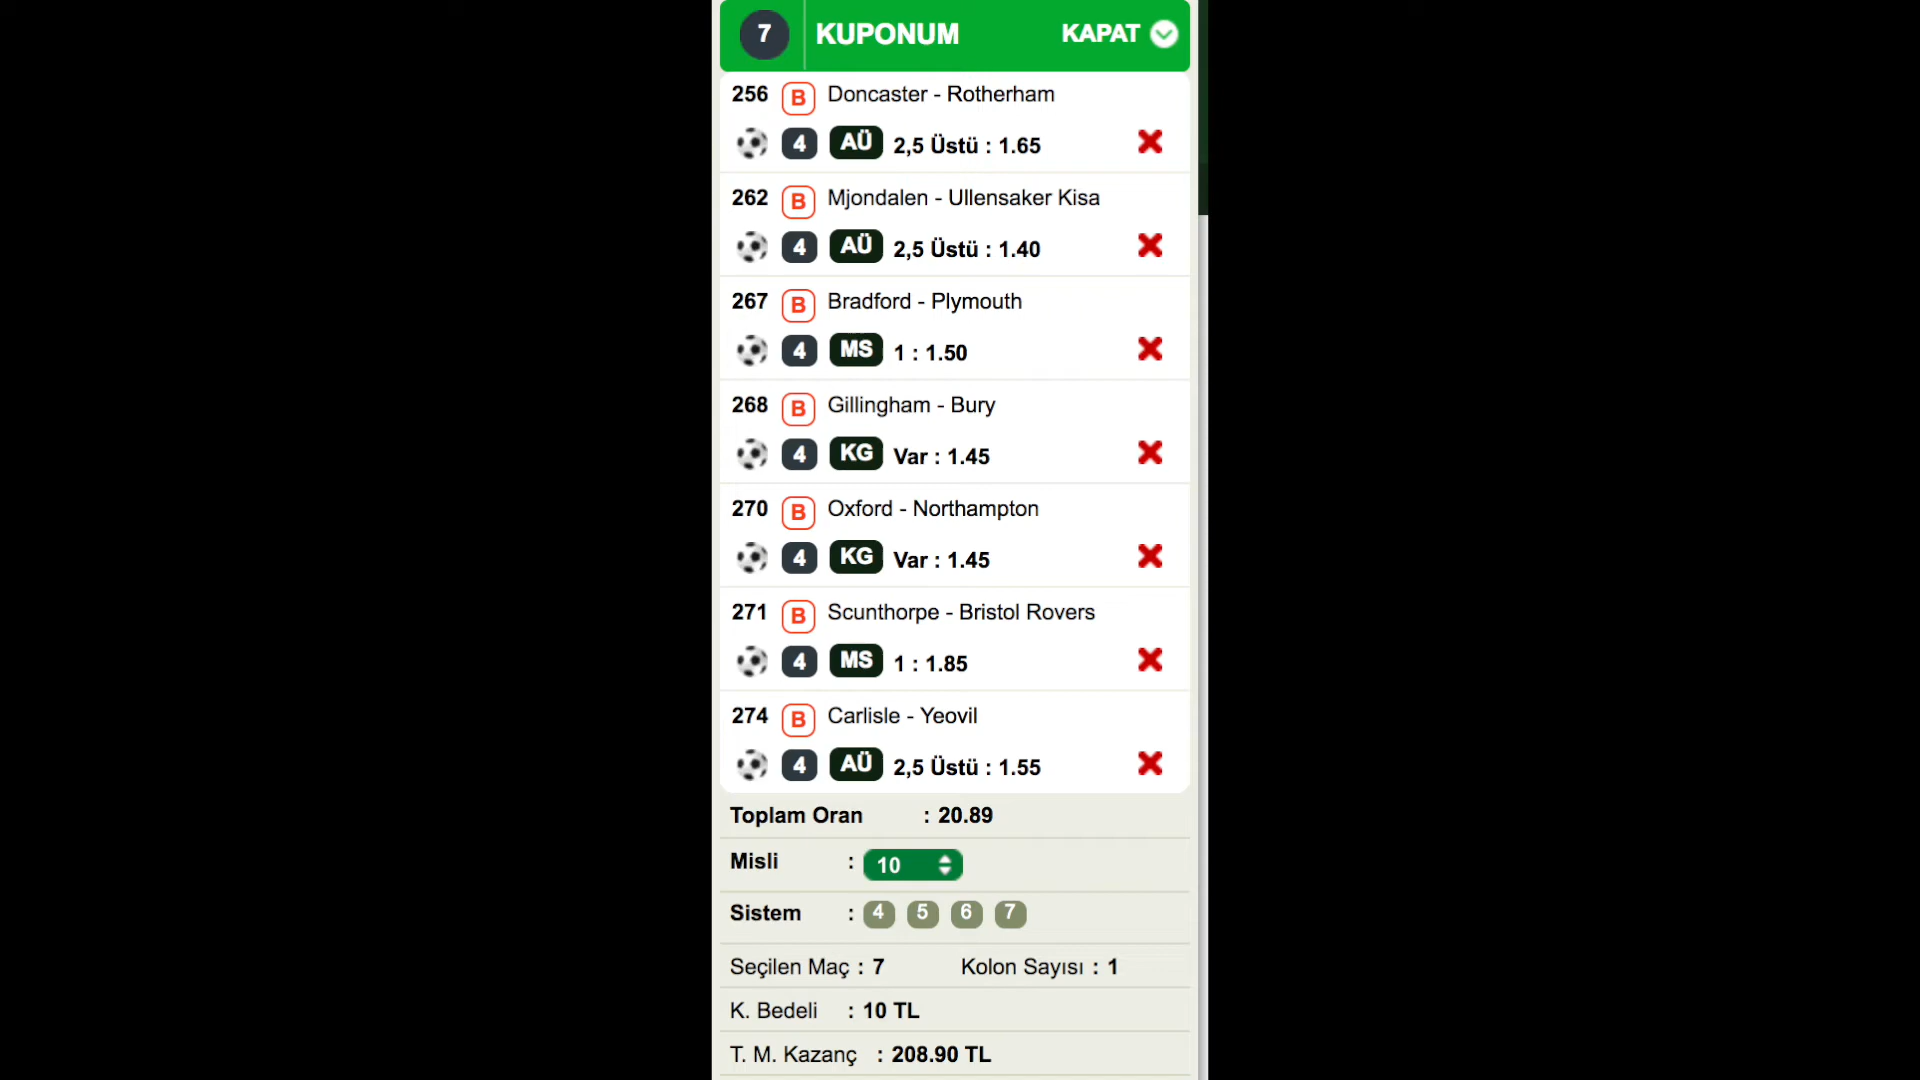 7 KUPONUM KAPAT
256 B Doncaster - Rotherham
4 AÜ 2,5 Üstü : 1.65
262 B Mjondalen - Ullensaker Kisa
4 AÜ 2,5 Üstü : 1.40
267 B Bradford - Plymouth
4 MS 1 : 1.50
268 B Gillingham - Bury
4 KG Var : 1.45
270 B Oxford - Northampton
4 KG Var : 1.45
271 B Scunthorpe - Bristol Rovers
4 MS 1 : 1.85
274 B Carlisle - Yeovil
4 AÜ 2,5 Üstü : 1.55
Toplam Oran : 20.89
Misli : 10
Sistem : 4 5 6 7
Seçilen Maç : 7 Kolon Sayısı : 1
K. Bedeli : 10 TL
T. M. Kazanç : 208.90 TL